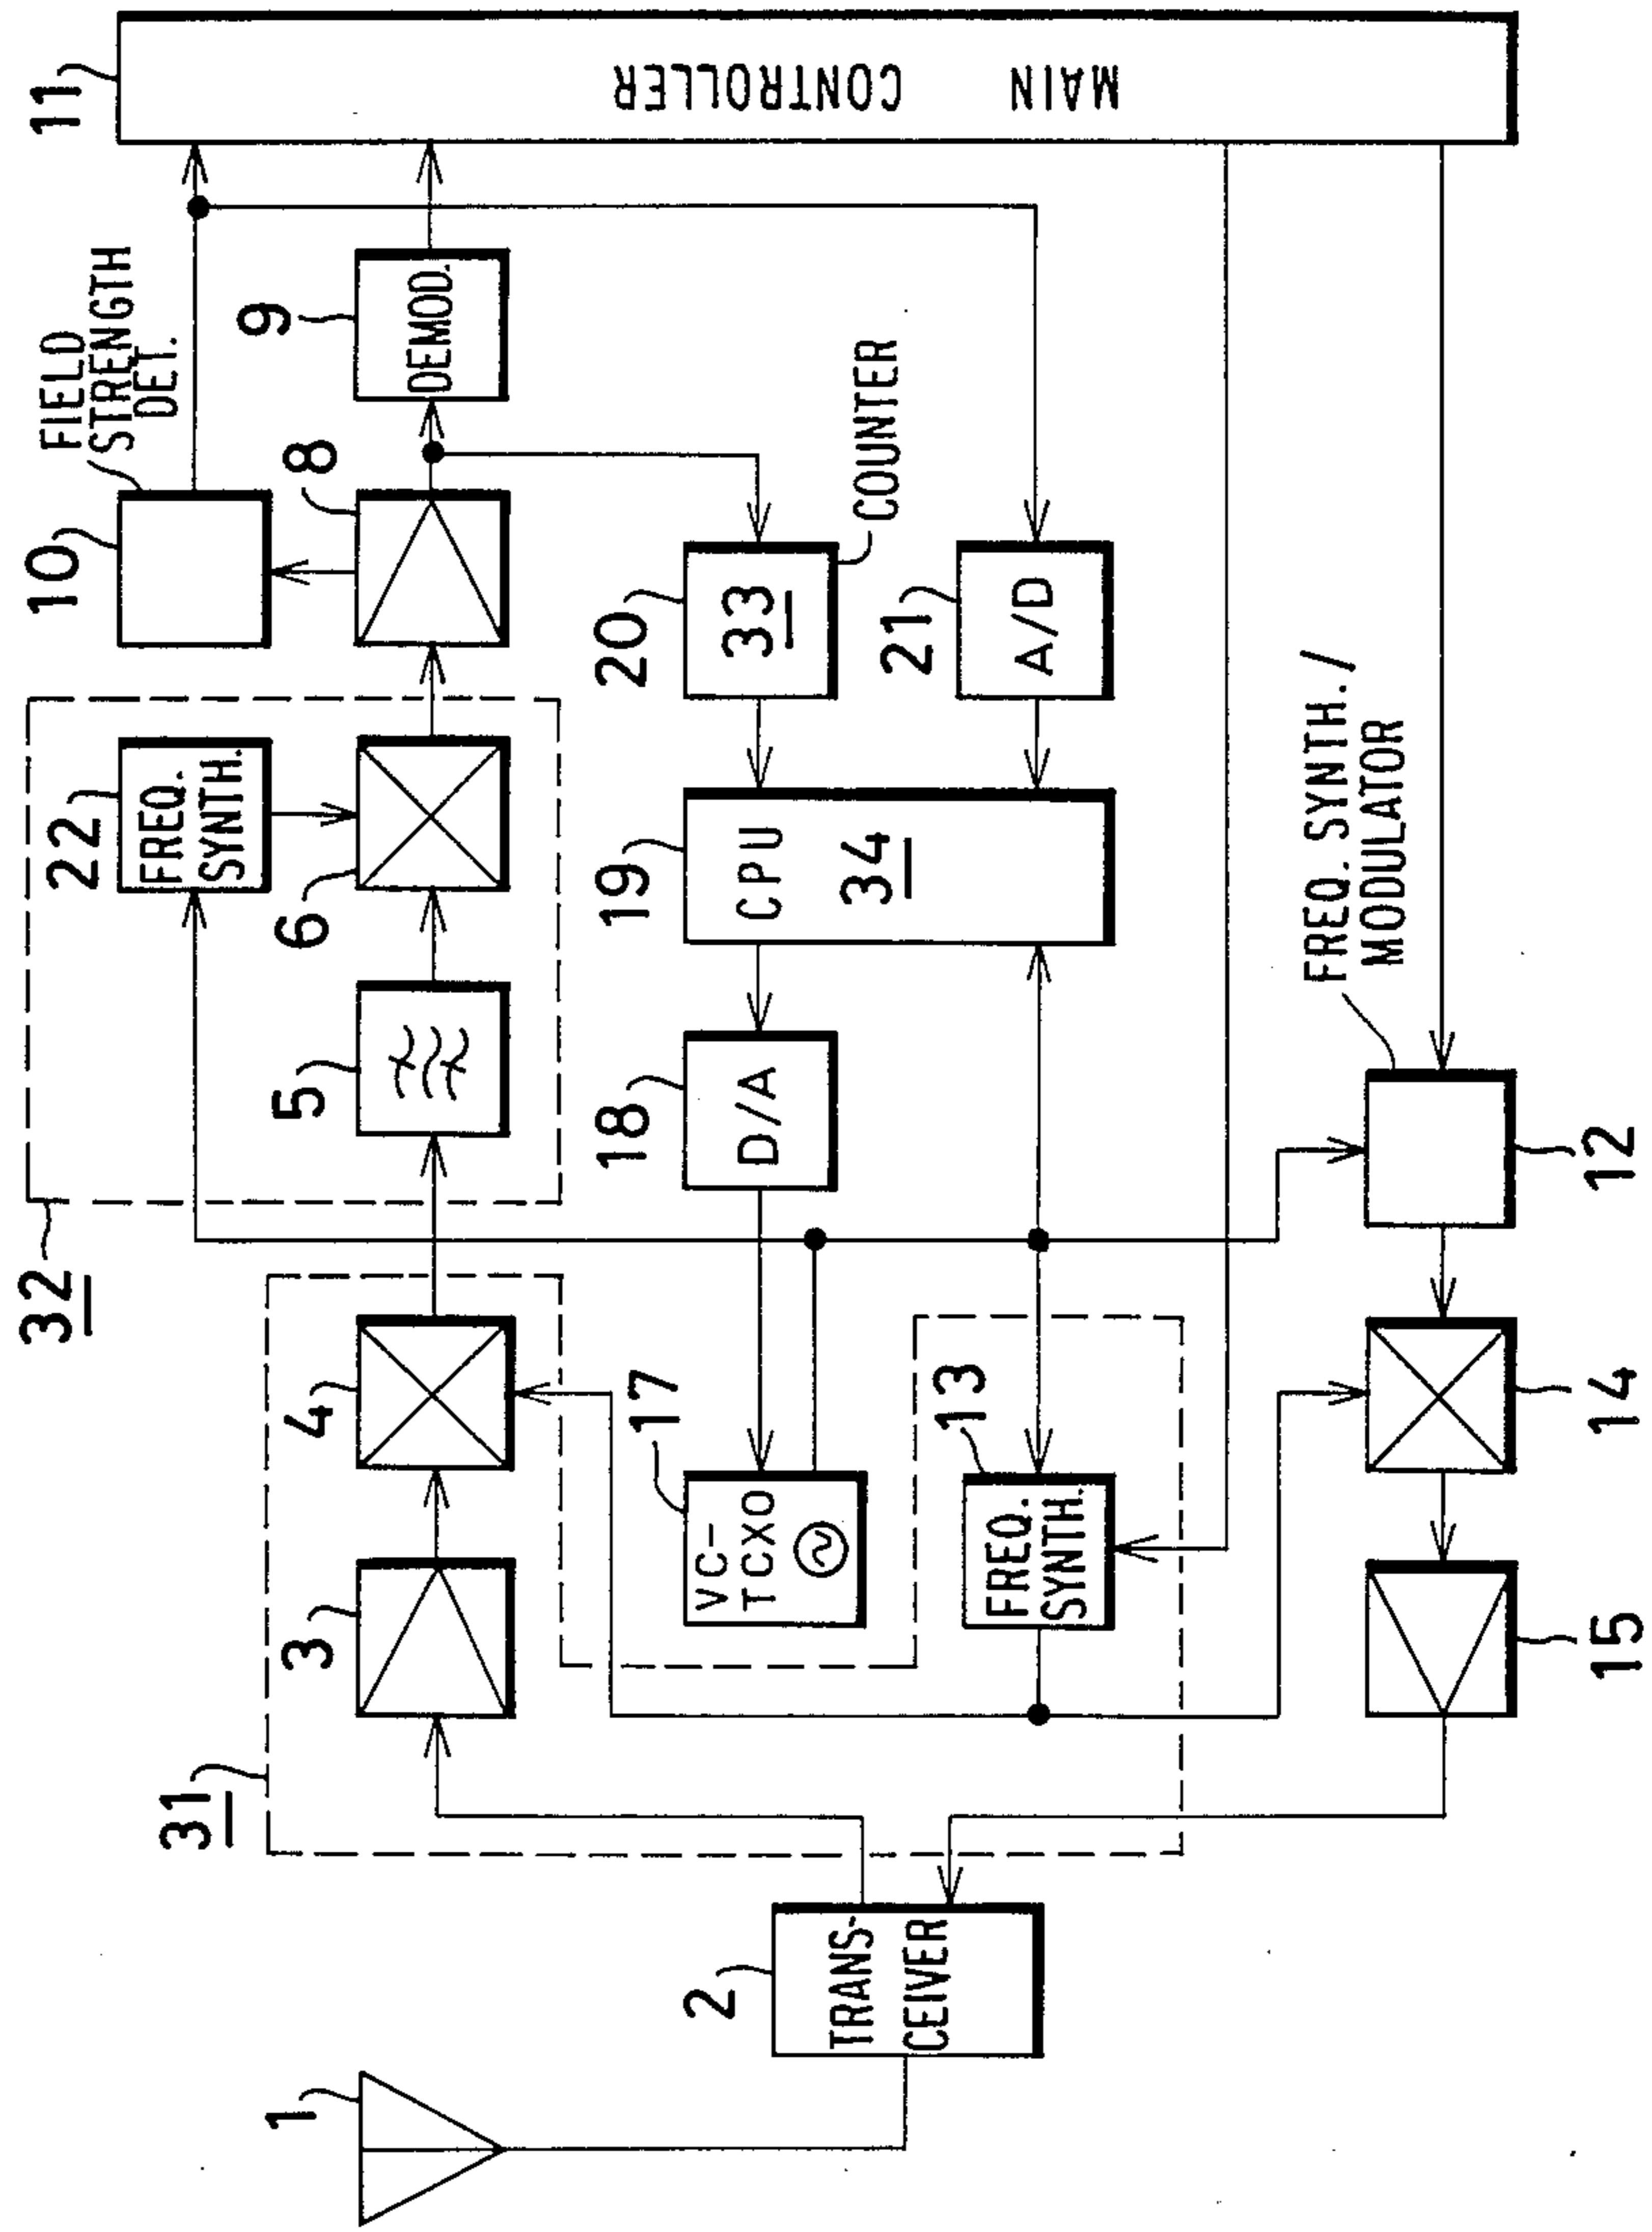 1
2
TRANS-
CEIVER
31
3
4
32
5
6
22
FREQ.
SYNTH.
10
FIELD
STRENGTH
DET.
8
9
DEMOD.
11
MAIN CONTROLLER
17
VC-
TCXO
18
D/A
19
CPU
34
20
33
COUNTER
21
A/D
13
FREQ.
SYNTH.
FREQ. SYNTH. /
MODULATOR
12
14
15